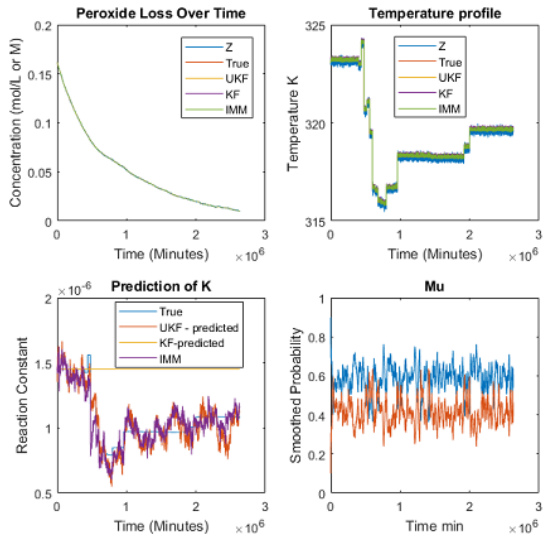 Peroxide Loss Over Time
Concentration (mol/L or M)
0.2
0.15
0.1
0.05
0
0
1
2
3
Time (Minutes)
× 10^6
Z
True
UKF
KF
IMM
Temperature profile
Temperature K
325
320
315
0
1
2
3
Time (Minutes)
× 10^6
Z
True
UKF
KF
IMM
Prediction of K
× 10^-6
Reaction Constant
2
1.5
1
0.5
0
1
2
3
Time (Minutes)
× 10^6
True
UKF - predicted
KF-predicted
IMM
Mu
Smoothed Probability
1
0.8
0.6
0.4
0.2
0
0
1
2
3
Time min
× 10^6